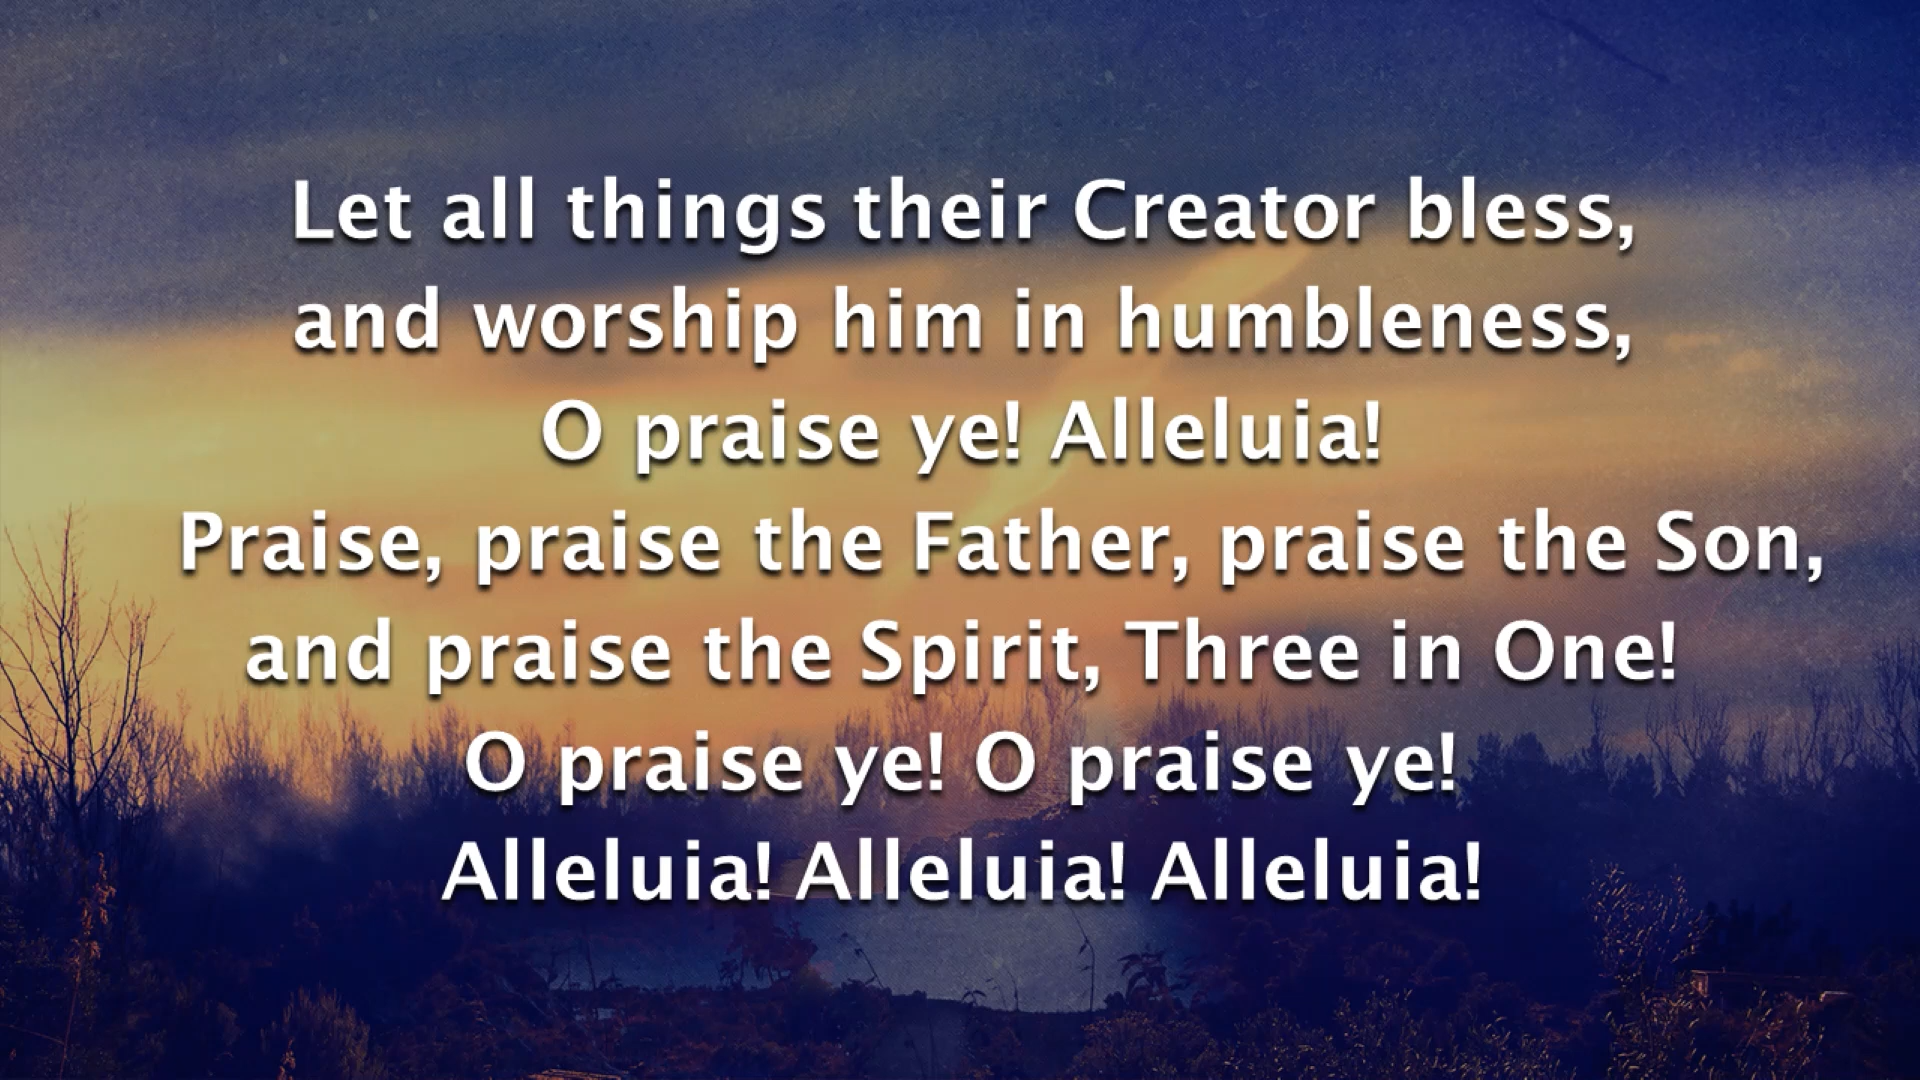 Let all things their Creator bless,
and worship him in humbleness,
O praise ye! Alleluia!
Praise, praise the Father, praise the Son,
and praise the Spirit, Three in One!
O praise ye! O praise ye!
Alleluia! Alleluia! Alleluia!